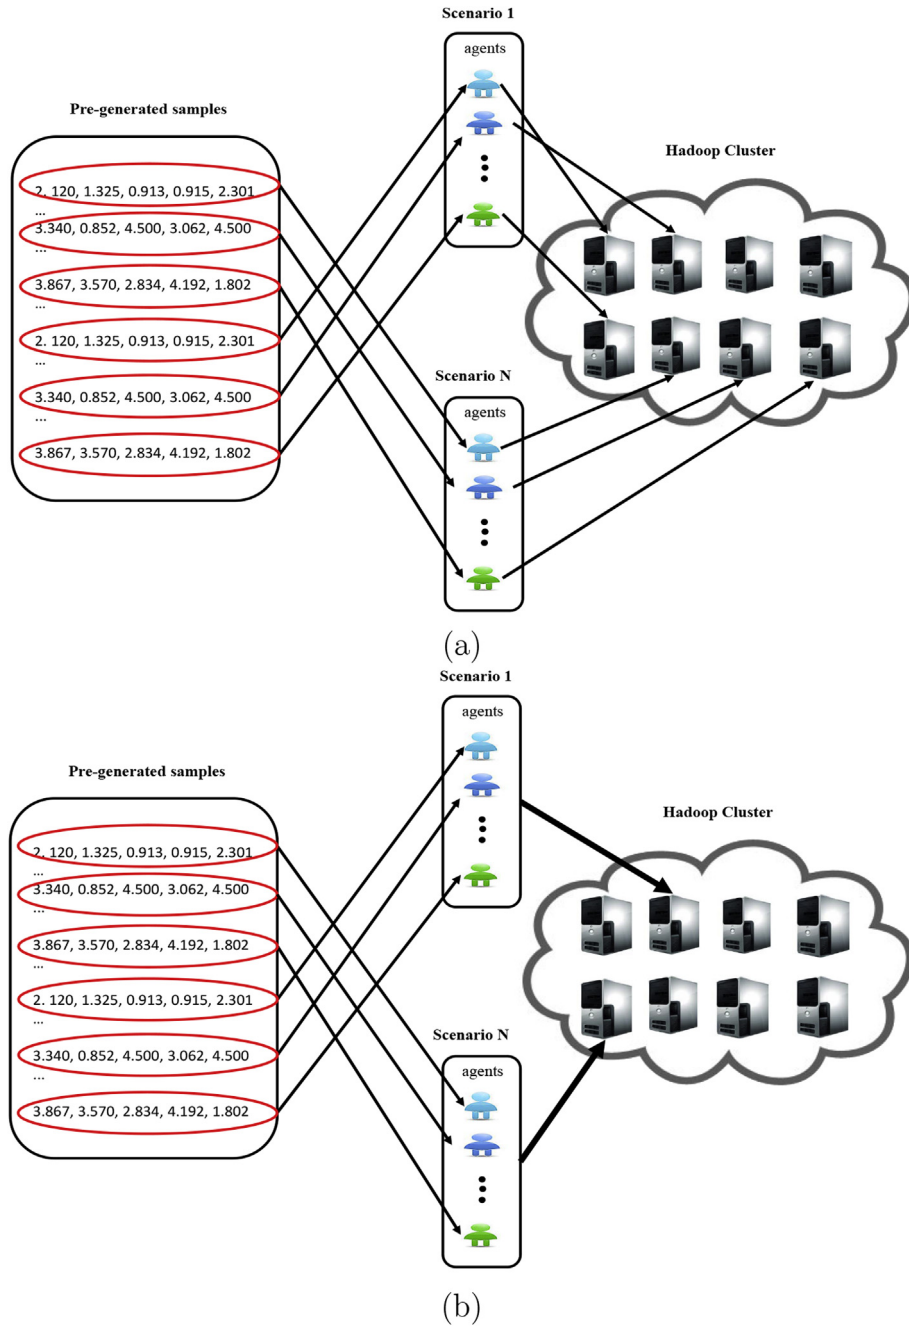 Scenario 1
agents
Pre-generated samples
Hadoop Cluster
2. 120, 1.325, 0.913, 0.915, 2.301
...
3.340, 0.852, 4.500, 3.062, 4.500
...
3.867, 3.570, 2.834, 4.192, 1.802
...
2. 120, 1.325, 0.913, 0.915, 2.301
...
3.340, 0.852, 4.500, 3.062, 4.500
...
3.867, 3.570, 2.834, 4.192, 1.802
Scenario N
agents
(a)
Scenario 1
agents
Pre-generated samples
Hadoop Cluster
2. 120, 1.325, 0.913, 0.915, 2.301
...
3.340, 0.852, 4.500, 3.062, 4.500
...
3.867, 3.570, 2.834, 4.192, 1.802
...
2. 120, 1.325, 0.913, 0.915, 2.301
...
3.340, 0.852, 4.500, 3.062, 4.500
...
3.867, 3.570, 2.834, 4.192, 1.802
Scenario N
agents
(b)